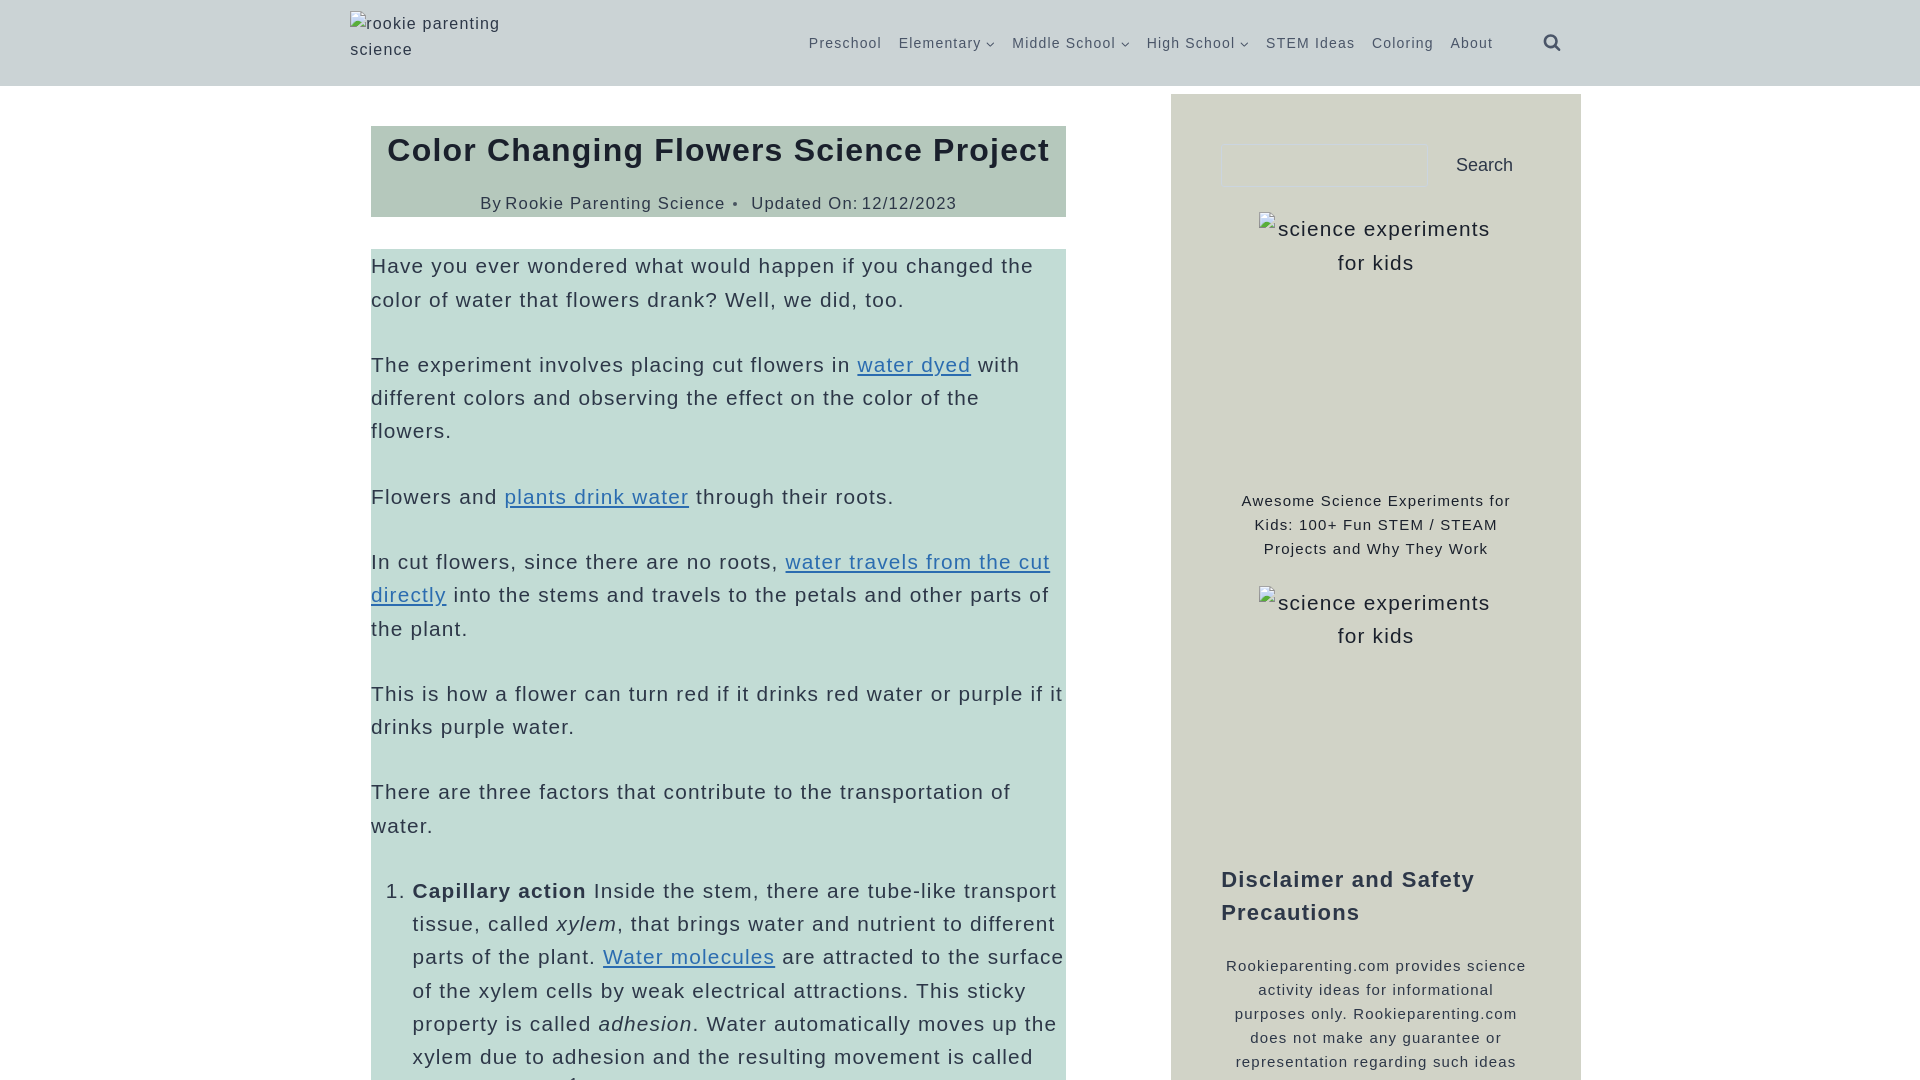 rookie parenting
science
Preschool Elementary Middle School High School STEM Ideas Coloring About
Color Changing Flowers Science Project
By Rookie Parenting Science • Updated On: 12/12/2023
Have you ever wondered what would happen if you changed the
color of water that flowers drank? Well, we did, too.
The experiment involves placing cut flowers in water dyed with
different colors and observing the effect on the color of the
flowers.
Flowers and plants drink water through their roots.
In cut flowers, since there are no roots, water travels from the cut
directly into the stems and travels to the petals and other parts of
the plant.
This is how a flower can turn red if it drinks red water or purple if it
drinks purple water.
There are three factors that contribute to the transportation of
water.
1. Capillary action Inside the stem, there are tube-like transport
tissue, called xylem, that brings water and nutrient to different
parts of the plant. Water molecules are attracted to the surface
of the xylem cells by weak electrical attractions. This sticky
property is called adhesion. Water automatically moves up the
xylem due to adhesion and the resulting movement is called
Search
science experiments
for kids
Awesome Science Experiments for
Kids: 100+ Fun STEM / STEAM
Projects and Why They Work
science experiments
for kids
Disclaimer and Safety
Precautions
Rookieparenting.com provides science
activity ideas for informational
purposes only. Rookieparenting.com
does not make any guarantee or
representation regarding such ideas